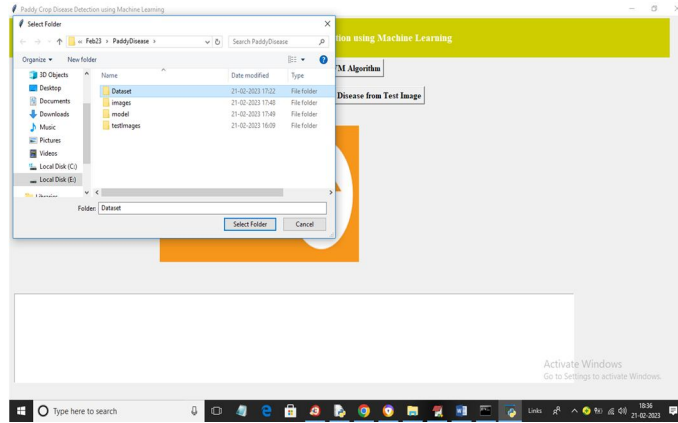 Paddy Crop Disease Detection using Machine Learning
Select Folder
Feb23 › PaddyDisease ›
Search PaddyDisease
tion using Machine Learning
Organize ▾ New folder
'M Algorithm
Disease from Test Image
3D Objects
Desktop
Documents
Downloads
Music
Pictures
Videos
Local Disk (C:)
Local Disk (E:)
Libraries
Name Date modified Type
Dataset 21-02-2023 17:22 File folder
images 21-02-2023 17:48 File folder
model 21-02-2023 17:49 File folder
testImages 21-02-2023 16:09 File folder
Folder: Dataset
Select Folder Cancel
Activate Windows
Go to Settings to activate Windows.
Type here to search
Links
18:36
21-02-2023